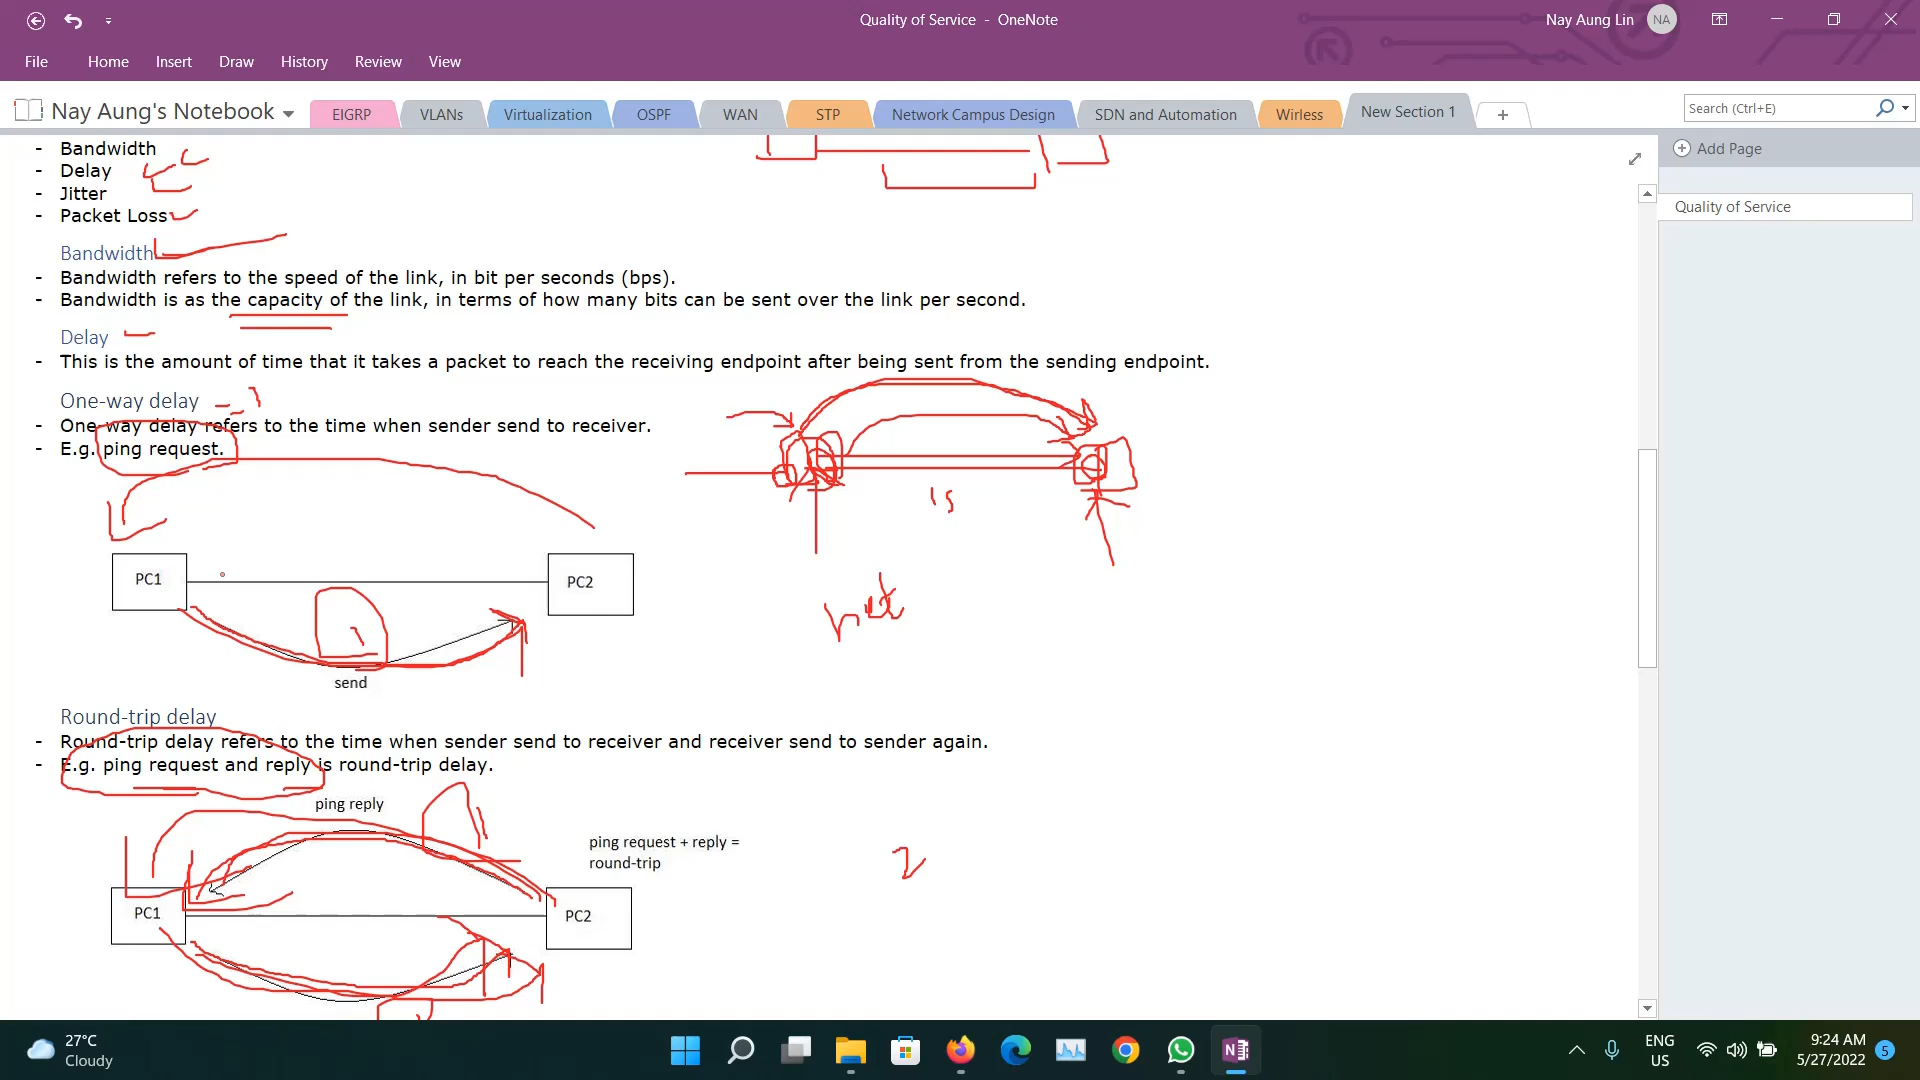 Quality of Service - OneNote
Nay Aung Lin NA
File Home Insert Draw History Review View
Nay Aung's Notebook EIGRP VLANs Virtualization OSPF WAN STP Network Campus Design SDN and Automation Wirless New Section 1 + Search (Ctrl+E)
Add Page
Quality of Service
- Bandwidth
- Delay
- Jitter
- Packet Loss
Bandwidth
- Bandwidth refers to the speed of the link, in bit per seconds (bps).
- Bandwidth is as the capacity of the link, in terms of how many bits can be sent over the link per second.
Delay
- This is the amount of time that it takes a packet to reach the receiving endpoint after being sent from the sending endpoint.
One-way delay
- One-way delay refers to the time when sender send to receiver.
- E.g. ping request.
1s
PC1
PC2
send
Round-trip delay
- Round-trip delay refers to the time when sender send to receiver and receiver send to sender again.
- E.g. ping request and reply is round-trip delay.
ping reply
ping request + reply =
round-trip
2
PC1
PC2
27°C
Cloudy
ENG
US
9:24 AM
5/27/2022
5